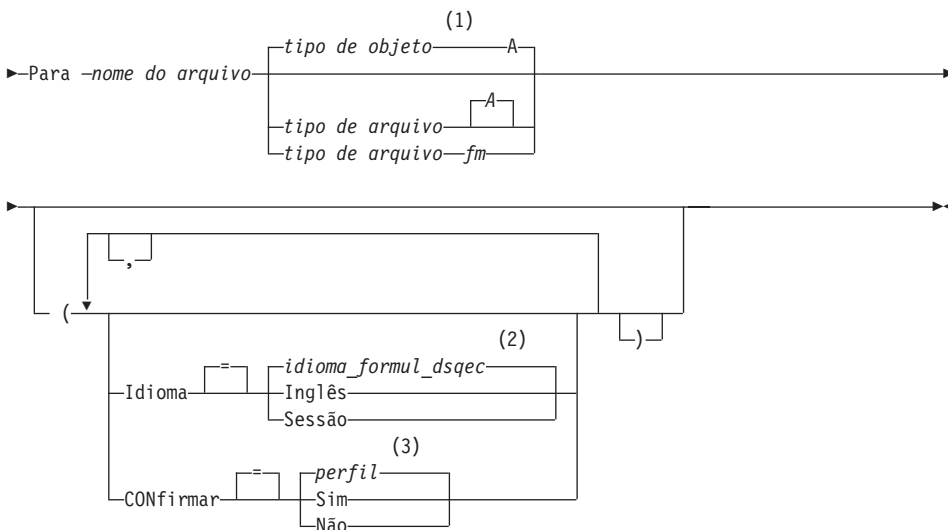 (1)
tipo de objeto A
Para nome do arquivo
A
tipo de arquivo
tipo de arquivo fm
,
(
)
(2)
= idioma_formul_dsqec
Idioma Inglês
Sessão
(3)
= perfil
CONfirmar Sim
Não